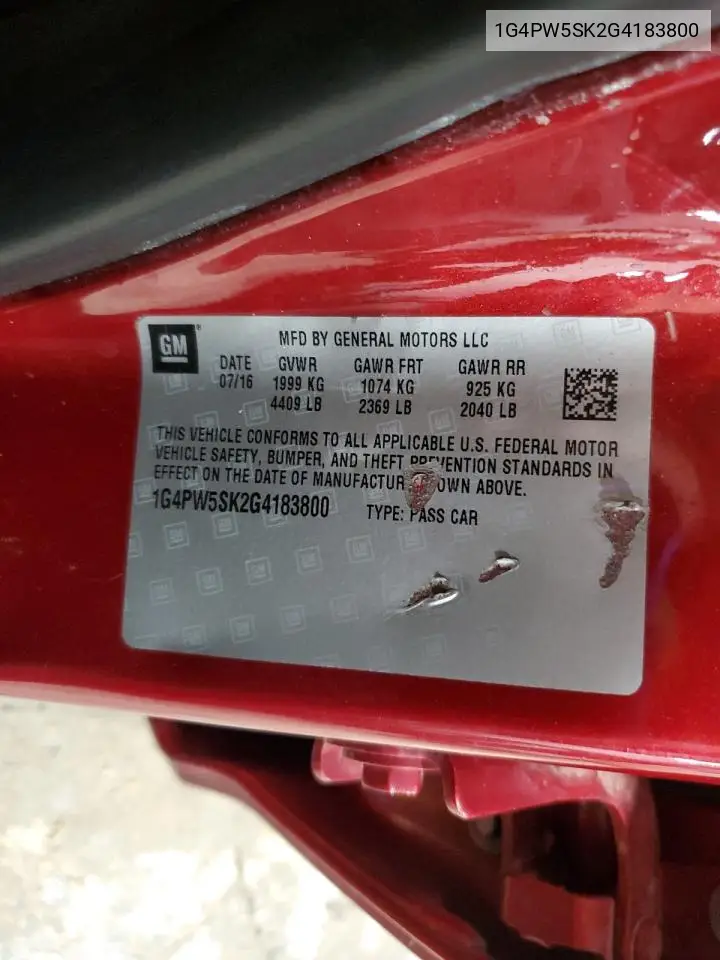 1G4PW5SK2G4183800
GM ®
MFD BY GENERAL MOTORS LLC
DATE GVWR GAWR FRT GAWR RR
07/16 1999 KG 1074 KG 925 KG
4409 LB 2369 LB 2040 LB
THIS VEHICLE CONFORMS TO ALL APPLICABLE U.S. FEDERAL MOTOR
VEHICLE SAFETY, BUMPER, AND THEFT PREVENTION STANDARDS IN
EFFECT ON THE DATE OF MANUFACTUR OWN ABOVE.
1G4PW5SK2G4183800 TYPE: PASS CAR